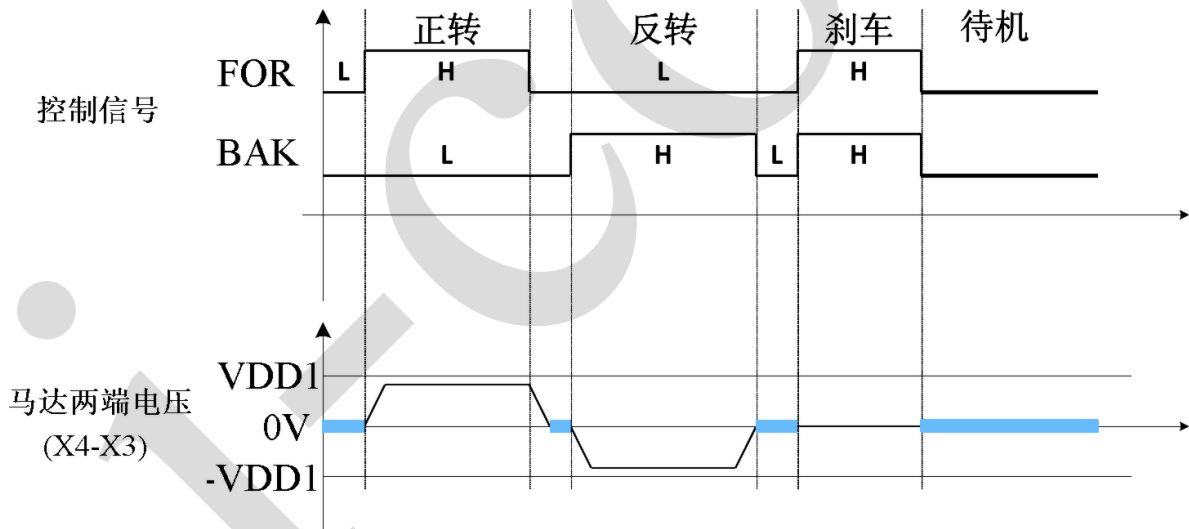 正转 反转 刹车 待机
FOR L H L H
控制信号
BAK L H L H
VDD1
马达两端电压
0V
(X4-X3)
-VDD1